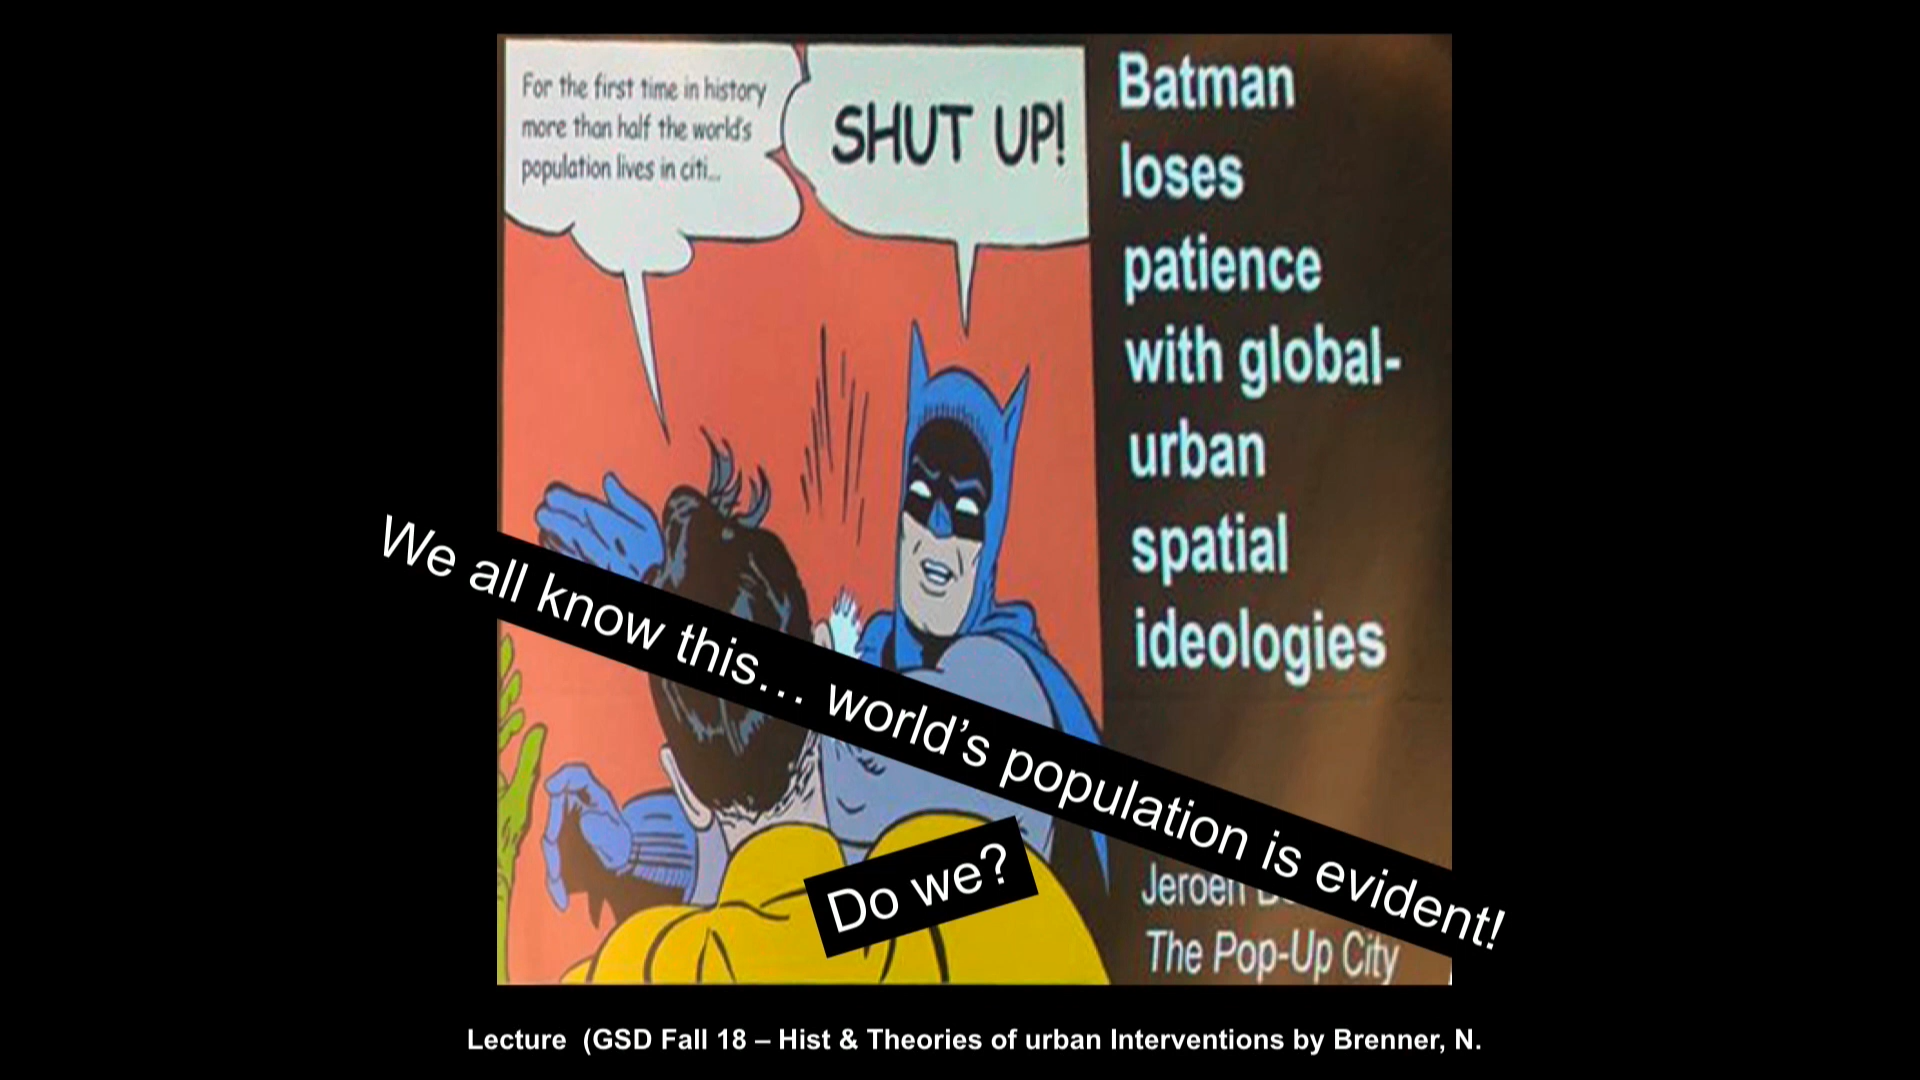 For the first time in history
more than half the world's
population lives in citi...
SHUT UP!
Batman
loses
patience
with global-
urban
spatial
ideologies
We all know this… world’s population is evident!
Do we?
Jeroen
The Pop-Up City
Lecture (GSD Fall 18 – Hist & Theories of urban Interventions by Brenner, N.